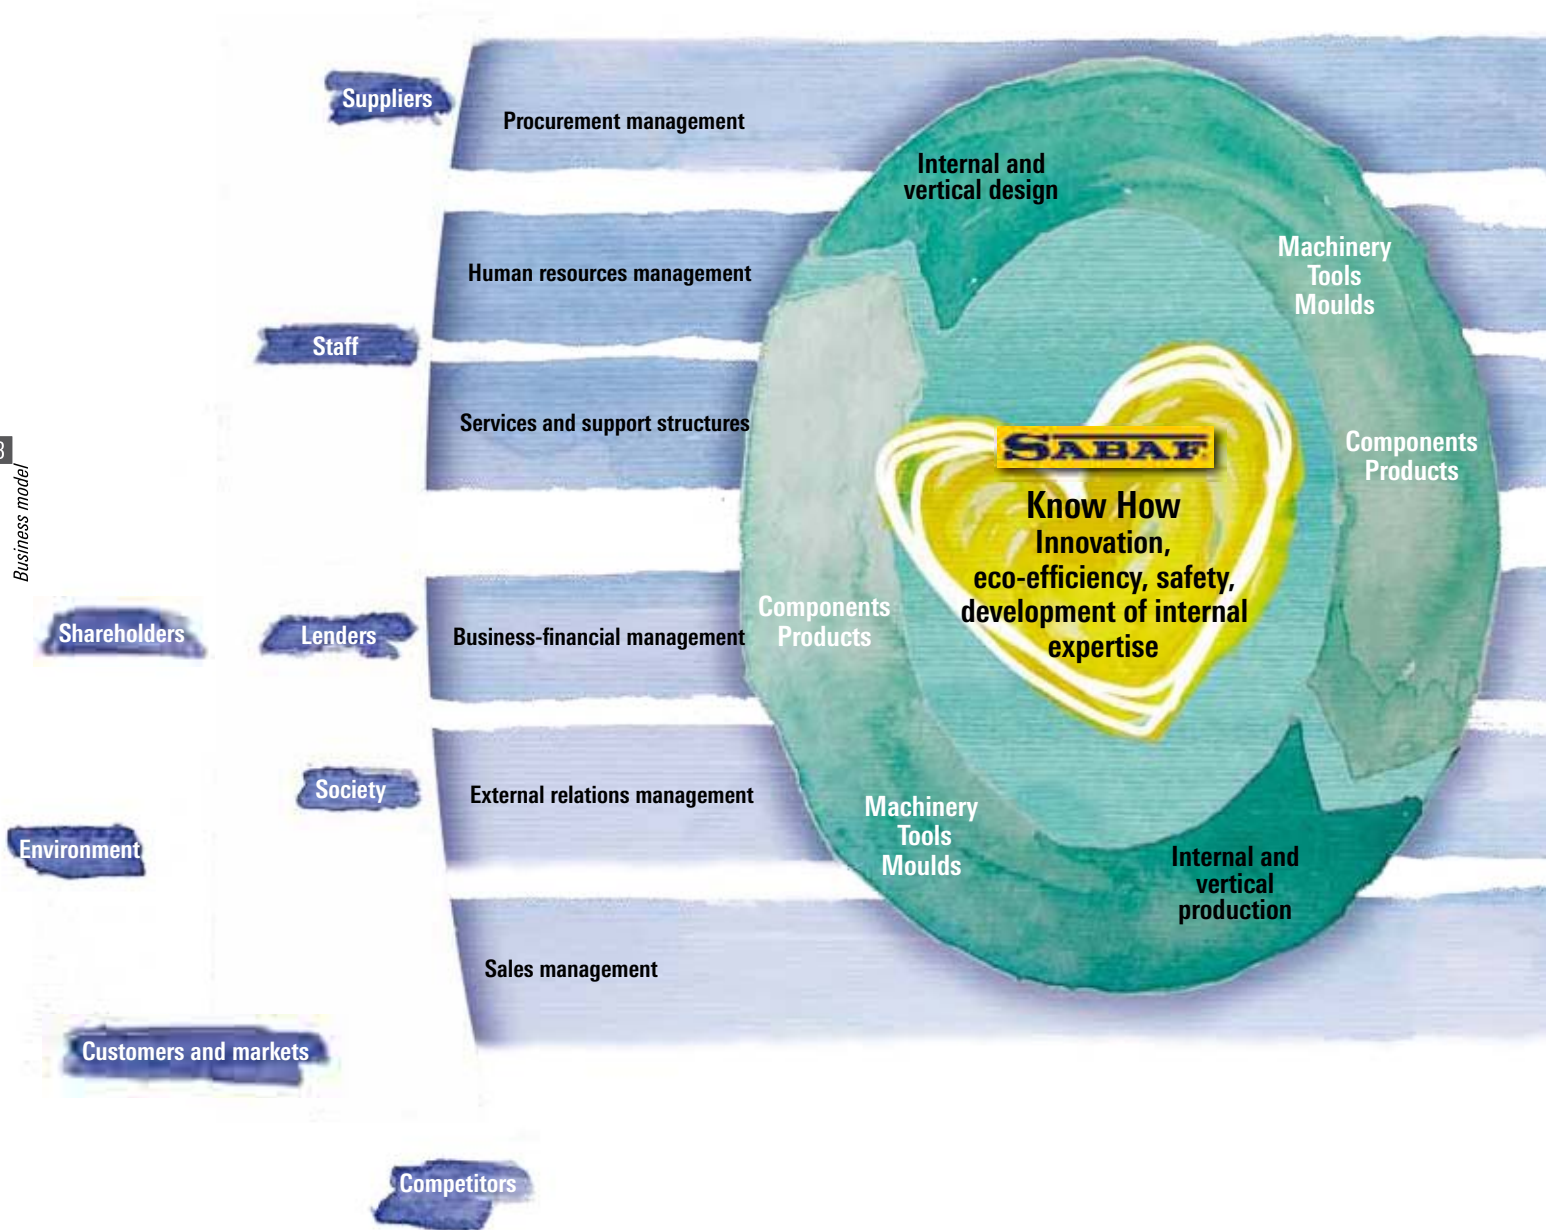 Suppliers
Procurement management
Internal and
vertical design
Human resources management
Machinery
Tools
Moulds
Staff
Services and support structures
SABAF
Components
Products
Know How
Innovation,
eco-efficiency, safety,
development of internal
expertise
3
Business model
Shareholders
Lenders
Business-financial management
Components
Products
Society
External relations management
Machinery
Tools
Moulds
Environment
Internal and
vertical
production
Sales management
Customers and markets
Competitors